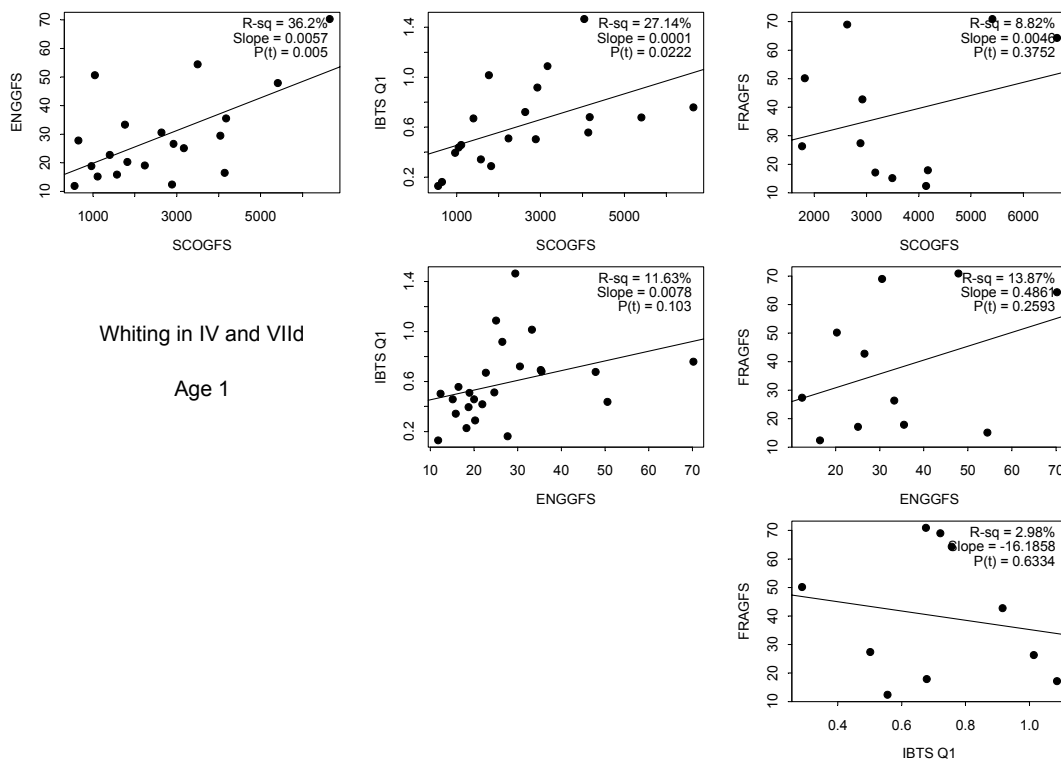 R-sq = 36.2%
Slope = 0.0057
P(t) = 0.005
ENGGFS
10 20 30 40 50 60 70
1000 3000 5000
SCOGFS
R-sq = 27.14%
Slope = 0.0001
P(t) = 0.0222
IBTS Q1
0.2 0.6 1.0 1.4
1000 3000 5000
SCOGFS
R-sq = 8.82%
Slope = 0.0046
P(t) = 0.3752
FRAGFS
10 20 30 40 50 60 70
2000 3000 4000 5000 6000
SCOGFS
Whiting in IV and VIId
Age 1
R-sq = 11.63%
Slope = 0.0078
P(t) = 0.103
IBTS Q1
0.2 0.6 1.0 1.4
10 20 30 40 50 60 70
ENGGFS
R-sq = 13.87%
Slope = 0.4861
P(t) = 0.2593
FRAGFS
10 20 30 40 50 60 70
20 30 40 50 60 70
ENGGFS
R-sq = 2.98%
Slope = -16.1858
P(t) = 0.6334
FRAGFS
10 20 30 40 50 60 70
0.4 0.6 0.8 1.0
IBTS Q1